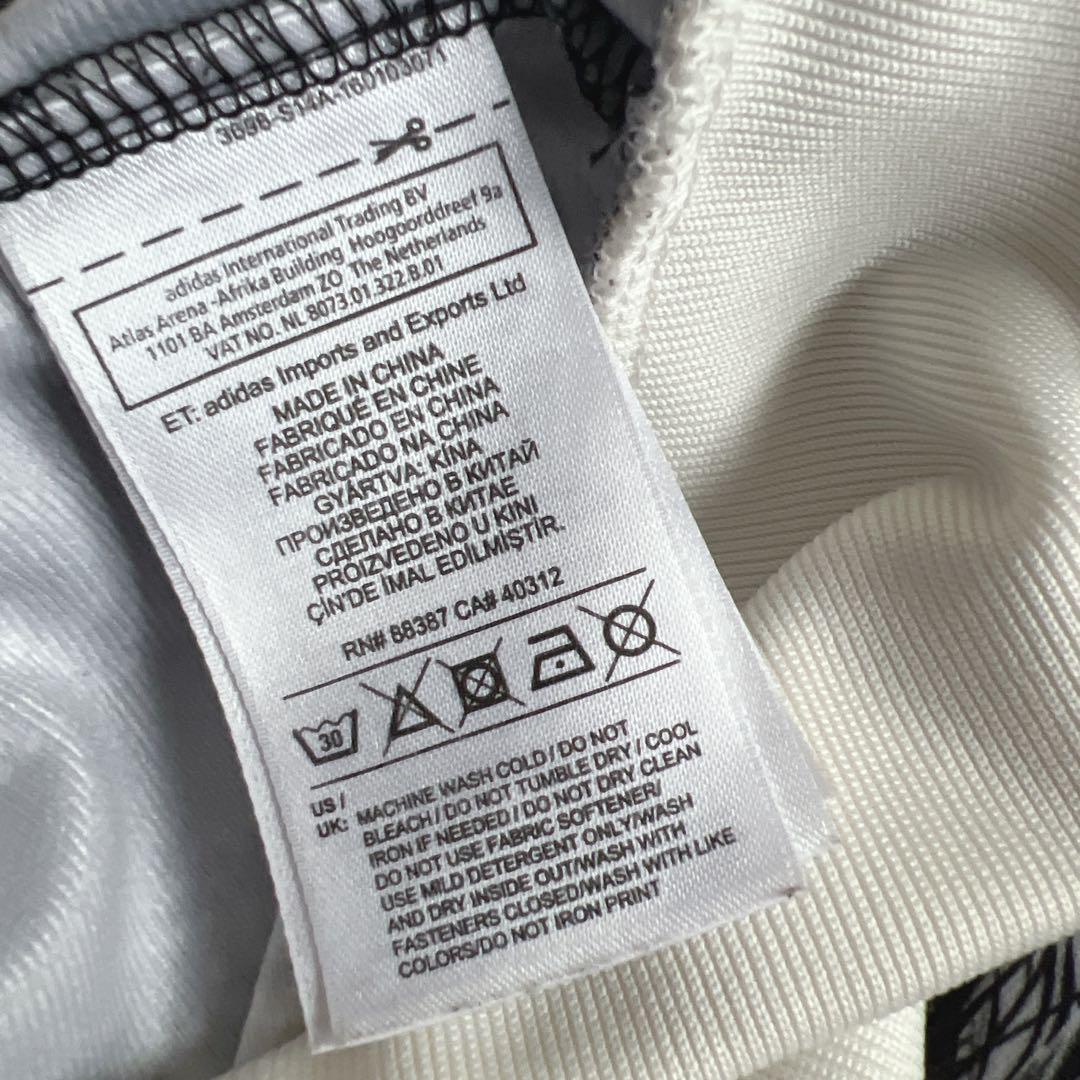 3698-S14A-160103071
adidas International Trading BV
Atlas Arena -Afrika Building Hoogoorddreef 9a
1101 BA Amsterdam ZO The Netherlands
VAT NO. NL 8073.01.322.B.01
ET: adidas Imports and Exports Ltd
MADE IN CHINA
FABRIQUÉ EN CHINE
FABRICADO EN CHINA
FABRICADO NA CHINA
GYÁRTVA: KÍNA
ПРОИЗВЕДЕНО В КИТАЙ
СДЕЛАНО В КИТАЕ
PROIZVEDENO U KINI
ÇİN'DE İMAL EDİLMİŞTİR.
RN# 88387 CA# 40312
30
US / UK: MACHINE WASH COLD / DO NOT
BLEACH / DO NOT TUMBLE DRY / COOL
IRON IF NEEDED / DO NOT DRY CLEAN
DO NOT USE FABRIC SOFTENER/
USE MILD DETERGENT ONLY/WASH
AND DRY INSIDE OUT/WASH WITH
FASTENERS CLOSED/WASH WITH LIKE
COLORS/DO NOT IRON PRINT